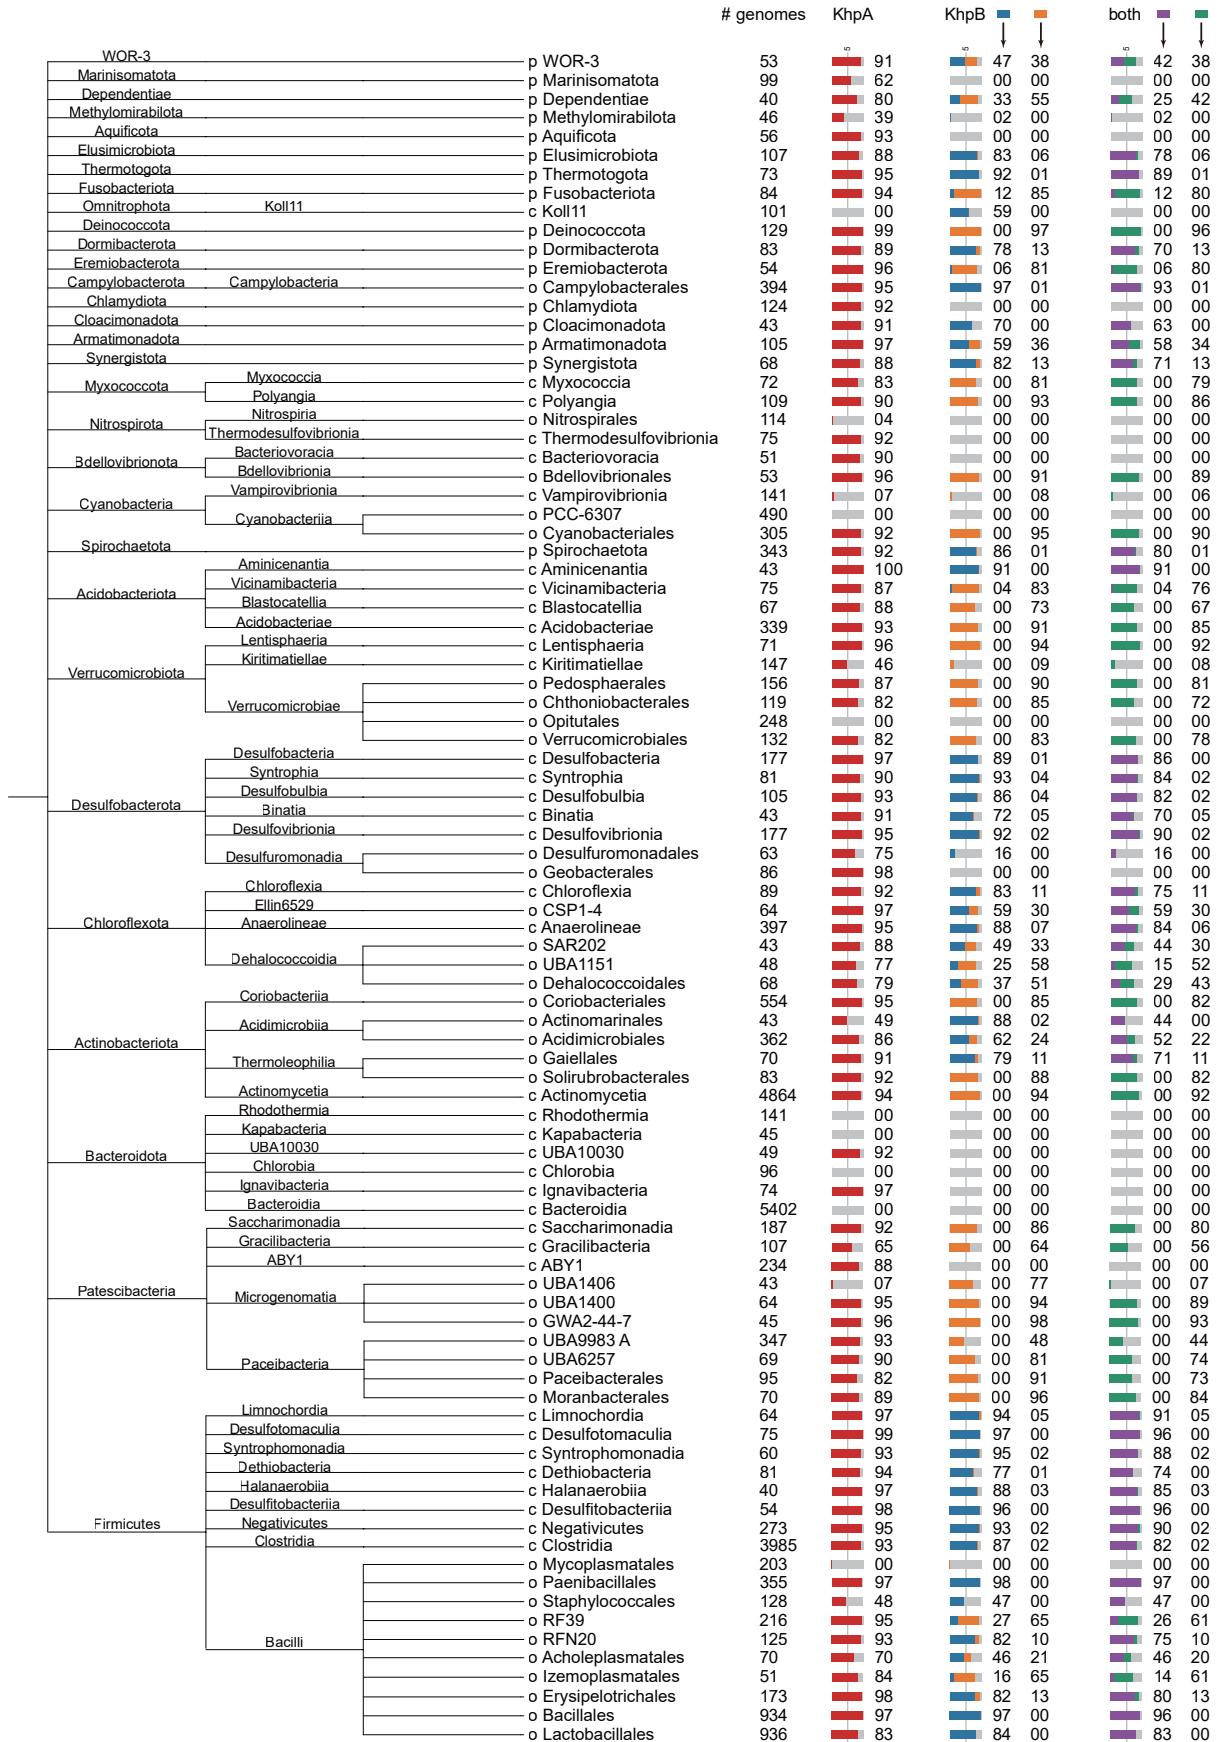 # genomes KhpA KhpB both
5 5 5
WOR-3 p WOR-3 53 91 47 38 42 38
Marinisomatota p Marinisomatota 99 62 00 00 00 00
Dependentiae p Dependentiae 40 80 33 55 25 42
Methylomirabilota p Methylomirabilota 46 39 02 00 02 00
Aquificota p Aquificota 56 93 00 00 00 00
Elusimicrobiota p Elusimicrobiota 107 88 83 06 78 06
Thermotogota p Thermotogota 73 95 92 01 89 01
Fusobacteriota p Fusobacteriota 84 94 12 85 12 80
Omnitrophota Koll11 c Koll11 101 00 59 00 00 00
Deinococcota p Deinococcota 129 99 00 97 00 96
Dormibacterota p Dormibacterota 83 89 78 13 70 13
Eremiobacterota p Eremiobacterota 54 96 06 81 06 80
Campylobacterota Campylobacteria o Campylobacterales 394 95 97 01 93 01
Chlamydiota p Chlamydiota 124 92 00 00 00 00
Cloacimonadota p Cloacimonadota 43 91 70 00 63 00
Armatimonadota p Armatimonadota 105 97 59 36 58 34
Synergistota p Synergistota 68 88 82 13 71 13
Myxococcota Myxococcia c Myxococcia 72 83 00 81 00 79
Polyangia c Polyangia 109 90 00 93 00 86
Nitrospirota Nitrospiria o Nitrospirales 114 04 00 00 00 00
Thermodesulfovibrionia c Thermodesulfovibrionia 75 92 00 00 00 00
Bdellovibrionota Bacteriovoracia c Bacteriovoracia 51 90 00 00 00 00
Bdellovibrionia o Bdellovibrionales 53 96 00 91 00 89
Cyanobacteria Vampirovibrionia c Vampirovibrionia 141 07 00 08 00 06
Cyanobacteriia o PCC-6307 490 00 00 00 00 00
o Cyanobacteriales 305 92 00 95 00 90
Spirochaetota p Spirochaetota 343 92 86 01 80 01
Aminicenantia c Aminicenantia 43 100 91 00 91 00
Acidobacteriota Vicinamibacteria c Vicinamibacteria 75 87 04 83 04 76
Blastocatellia c Blastocatellia 67 88 00 73 00 67
Acidobacteriae c Acidobacteriae 339 93 00 91 00 85
Lentisphaeria c Lentisphaeria 71 96 00 94 00 92
Verrucomicrobiota Kiritimatiellae c Kiritimatiellae 147 46 00 09 00 08
o Pedosphaerales 156 87 00 90 00 81
Verrucomicrobiae o Chthoniobacterales 119 82 00 85 00 72
o Opitutales 248 00 00 00 00 00
o Verrucomicrobiales 132 82 00 83 00 78
Desulfobacteria c Desulfobacteria 177 97 89 01 86 00
Syntrophia c Syntrophia 81 90 93 04 84 02
Desulfobacterota Desulfobulbia c Desulfobulbia 105 93 86 04 82 02
Binatia c Binatia 43 91 72 05 70 05
Desulfovibrionia c Desulfovibrionia 177 95 92 02 90 02
Desulfuromonadia o Desulfuromonadales 63 75 16 00 16 00
o Geobacterales 86 98 00 00 00 00
Chloroflexia c Chloroflexia 89 92 83 11 75 11
Ellin6529 o CSP1-4 64 97 59 30 59 30
Chloroflexota Anaerolineae c Anaerolineae 397 95 88 07 84 06
o SAR202 43 88 49 33 44 30
Dehalococcoidia o UBA1151 48 77 25 58 15 52
o Dehalococcoidales 68 79 37 51 29 43
Coriobacteriia o Coriobacteriales 554 95 00 85 00 82
Acidimicrobiia o Actinomarinales 43 49 88 02 44 00
Actinobacteriota o Acidimicrobiales 362 86 62 24 52 22
Thermoleophilia o Gaiellales 70 91 79 11 71 11
o Solirubrobacterales 83 92 00 88 00 82
Actinomycetia c Actinomycetia 4864 94 00 94 00 92
Rhodothermia c Rhodothermia 141 00 00 00 00 00
Kapabacteria c Kapabacteria 45 00 00 00 00 00
Bacteroidota UBA10030 c UBA10030 49 92 00 00 00 00
Chlorobia c Chlorobia 96 00 00 00 00 00
Ignavibacteria c Ignavibacteria 74 97 00 00 00 00
Bacteroidia c Bacteroidia 5402 00 00 00 00 00
Saccharimonadia c Saccharimonadia 187 92 00 86 00 80
Gracilibacteria c Gracilibacteria 107 65 00 64 00 56
ABY1 c ABY1 234 88 00 00 00 00
Patescibacteria Microgenomatia o UBA1406 43 07 00 77 00 07
o UBA1400 64 95 00 94 00 89
o GWA2-44-7 45 96 00 98 00 93
o UBA9983 A 347 93 00 48 00 44
Paceibacteria o UBA6257 69 90 00 81 00 74
o Paceibacterales 95 82 00 91 00 73
o Moranbacterales 70 89 00 96 00 84
Limnochordia c Limnochordia 64 97 94 05 91 05
Desulfotomaculia c Desulfotomaculia 75 99 97 00 96 00
Syntrophomonadia c Syntrophomonadia 60 93 95 02 88 02
Dethiobacteria c Dethiobacteria 81 94 77 01 74 00
Halanaerobiia c Halanaerobiia 40 97 88 03 85 03
Desulfitobacteriia c Desulfitobacteriia 54 98 96 00 96 00
Firmicutes Negativicutes c Negativicutes 273 95 93 02 90 02
Clostridia c Clostridia 3985 93 87 02 82 02
o Mycoplasmatales 203 00 00 00 00 00
o Paenibacillales 355 97 98 00 97 00
o Staphylococcales 128 48 47 00 47 00
o RF39 216 95 27 65 26 61
Bacilli o RFN20 125 93 82 10 75 10
o Acholeplasmatales 70 70 46 21 46 20
o Izemoplasmatales 51 84 16 65 14 61
o Erysipelotrichales 173 98 82 13 80 13
o Bacillales 934 97 97 00 96 00
o Lactobacillales 936 83 84 00 83 00